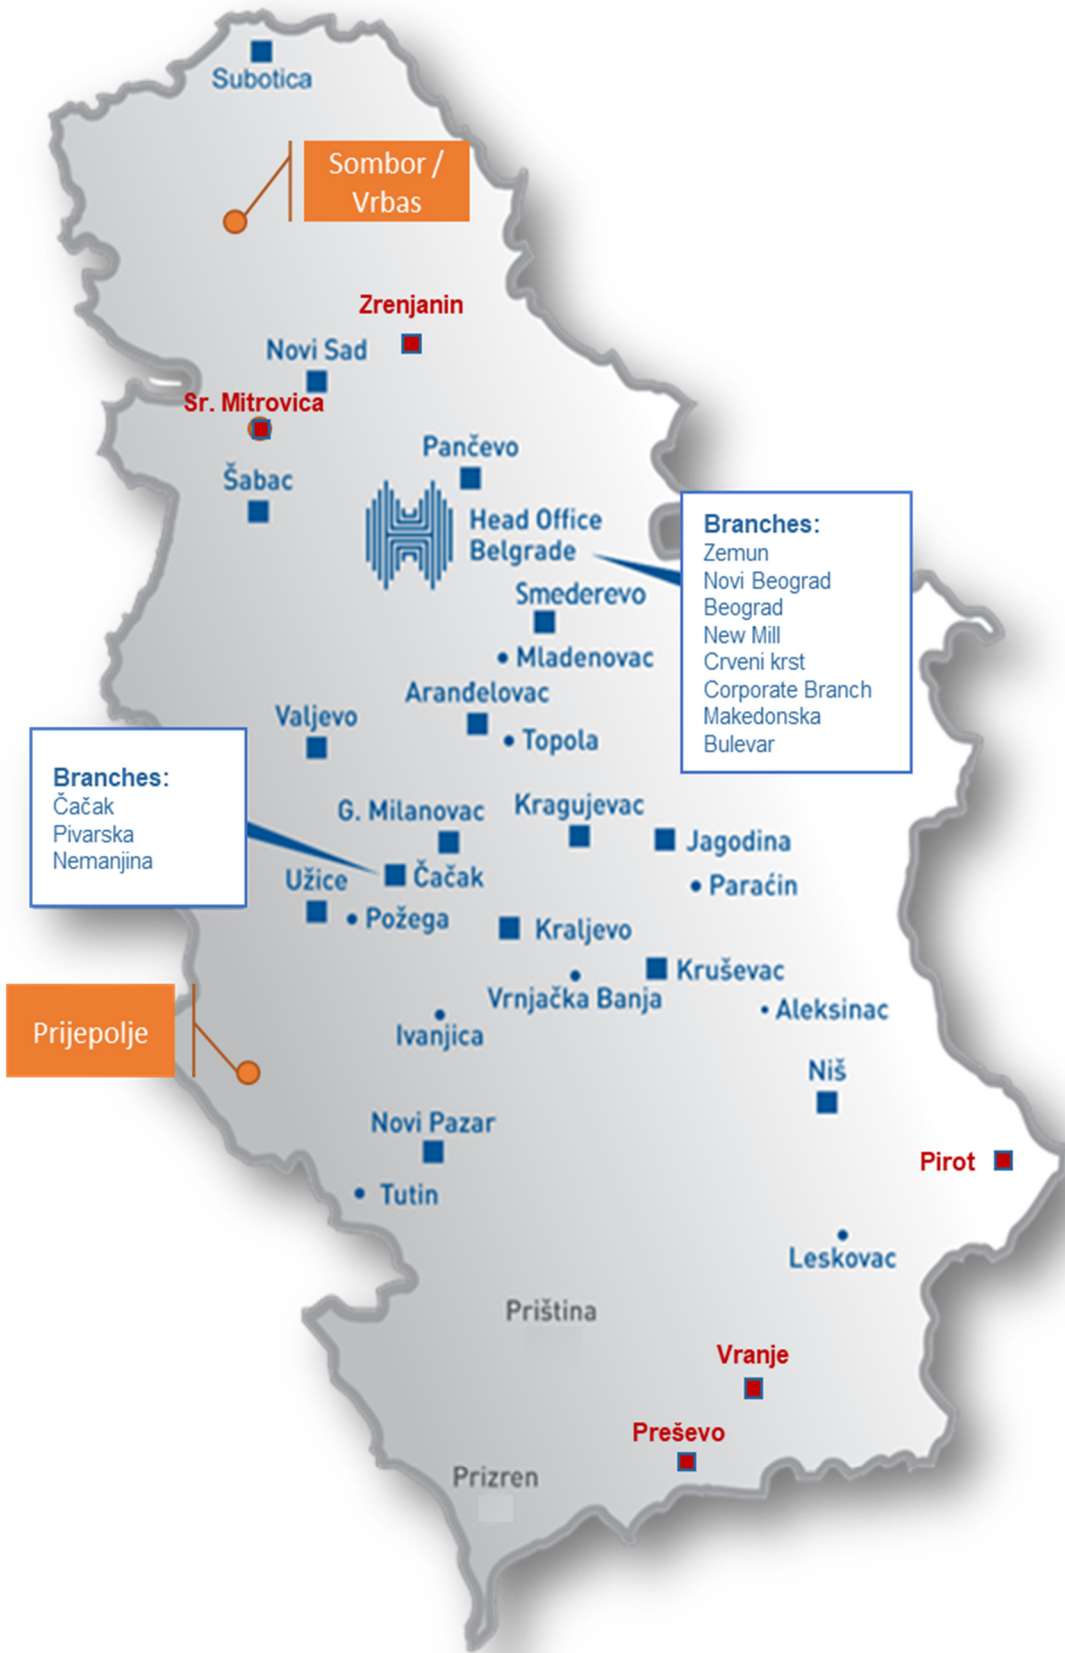 Subotica
Sombor /
Vrbas
Zrenjanin
Novi Sad
Sr. Mitrovica
Pančevo
Šabac
Head Office
Belgrade
Branches:
Zemun
Novi Beograd
Beograd
New Mill
Crveni krst
Corporate Branch
Makedonska
Bulevar
Smederevo
Mladenovac
Aranđelovac
Valjevo
Topola
Branches:
Čačak
Pivarska
Nemanjina
G. Milanovac
Kragujevac
Jagodina
Čačak
Užice
Paraćin
Požega
Kraljevo
Kruševac
Vrnjačka Banja
Aleksinac
Ivanjica
Prijepolje
Niš
Novi Pazar
Pirot
Tutin
Leskovac
Priština
Vranje
Preševo
Prizren